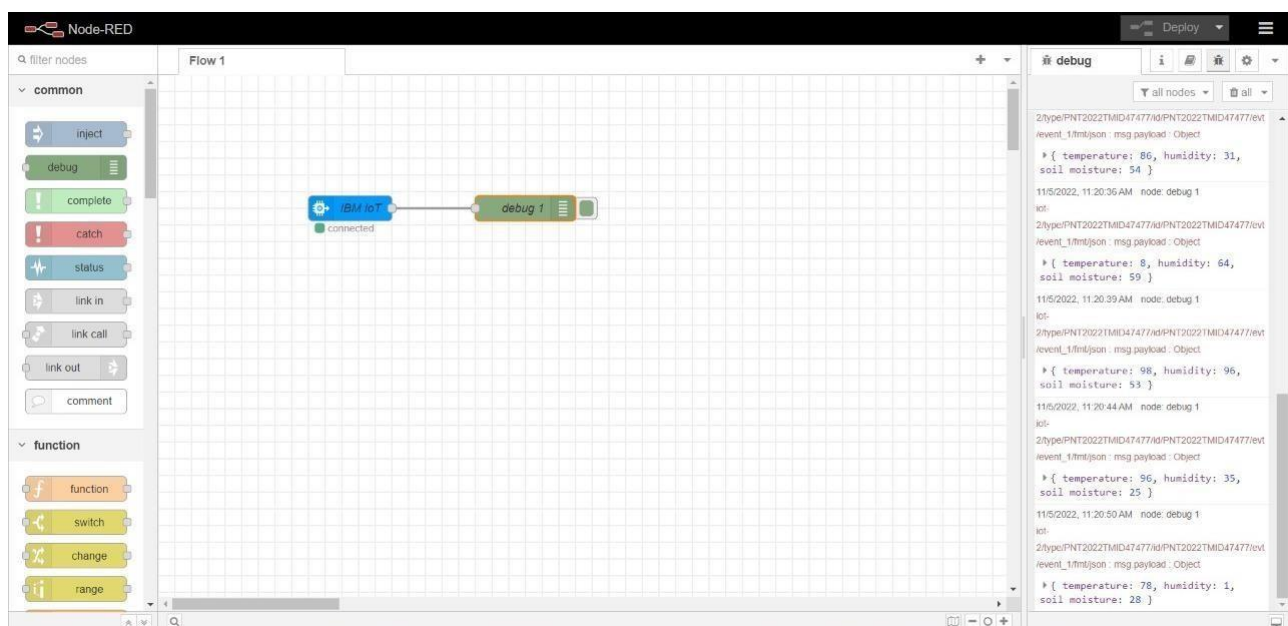 Node-RED
Deploy
filter nodes
Flow 1
debug
i
all nodes
all
common
inject
debug
complete
catch
status
link in
link call
link out
comment
function
function
switch
change
range
IBM IoT
connected
debug 1
2/type/PNT2022TMID47477/id/PNT2022TMID47477/evt
/event_1/fmt/json : msg.payload : Object
{ temperature: 86, humidity: 31,
soil moisture: 54 }
11/5/2022, 11:20:36 AM node: debug 1
iot-
2/type/PNT2022TMID47477/id/PNT2022TMID47477/evt
/event_1/fmt/json : msg.payload : Object
{ temperature: 8, humidity: 64,
soil moisture: 59 }
11/5/2022, 11:20:39 AM node: debug 1
iot-
2/type/PNT2022TMID47477/id/PNT2022TMID47477/evt
/event_1/fmt/json : msg.payload : Object
{ temperature: 98, humidity: 96,
soil moisture: 53 }
11/5/2022, 11:20:44 AM node: debug 1
iot-
2/type/PNT2022TMID47477/id/PNT2022TMID47477/evt
/event_1/fmt/json : msg.payload : Object
{ temperature: 96, humidity: 35,
soil moisture: 25 }
11/5/2022, 11:20:50 AM node: debug 1
iot-
2/type/PNT2022TMID47477/id/PNT2022TMID47477/evt
/event_1/fmt/json : msg.payload : Object
{ temperature: 78, humidity: 1,
soil moisture: 28 }